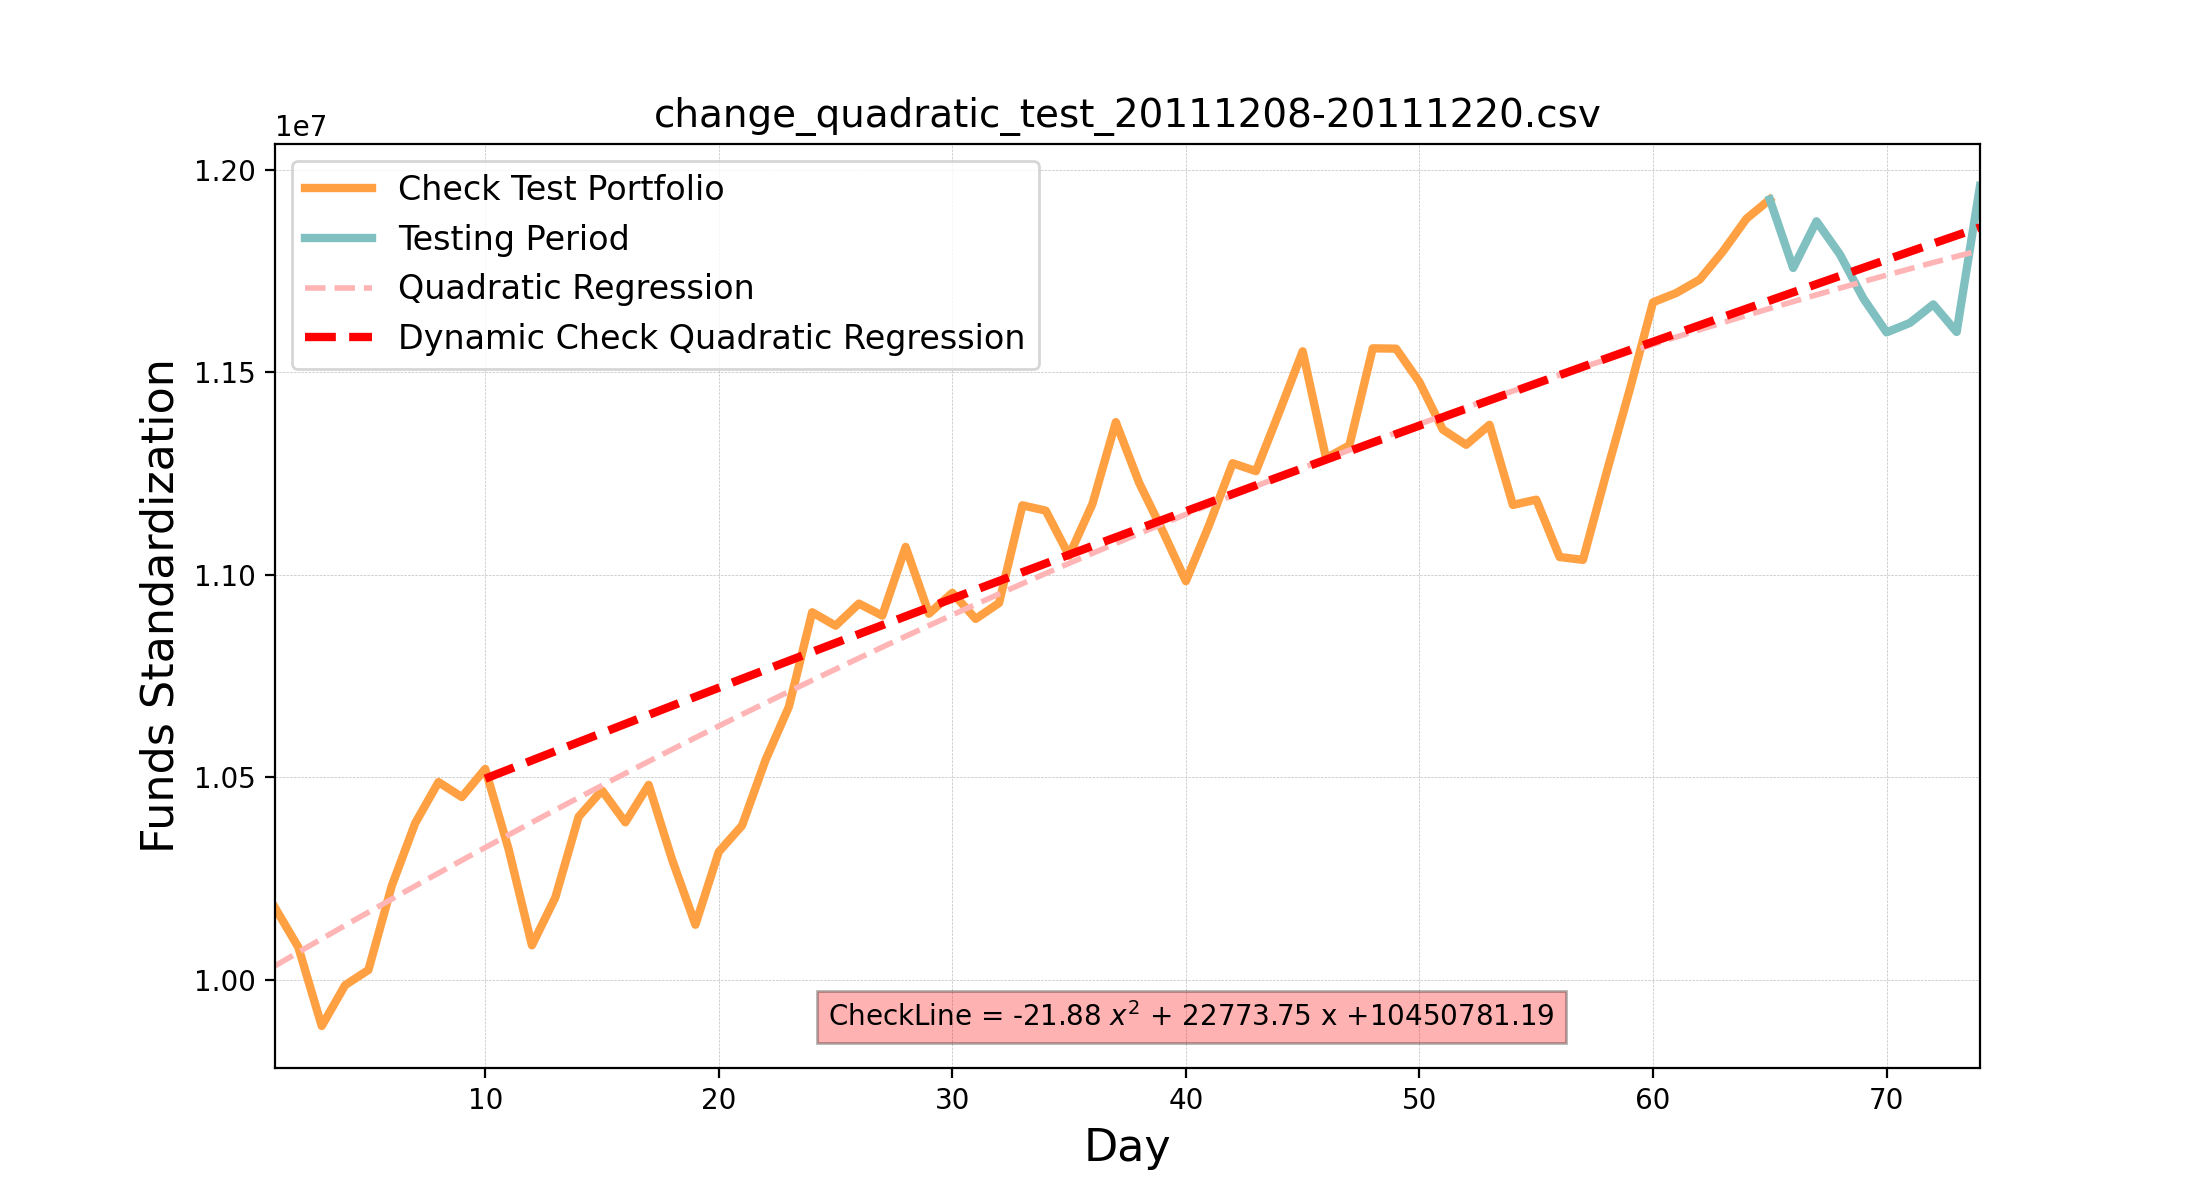 change_quadratic_test_20111208-20111220.csv
1e7
1.20
1.15
1.10
1.05
1.00
Funds Standardization
Check Test Portfolio
Testing Period
Quadratic Regression
Dynamic Check Quadratic Regression
CheckLine = -21.88 x² + 22773.75 x +10450781.19
10 20 30 40 50 60 70
Day